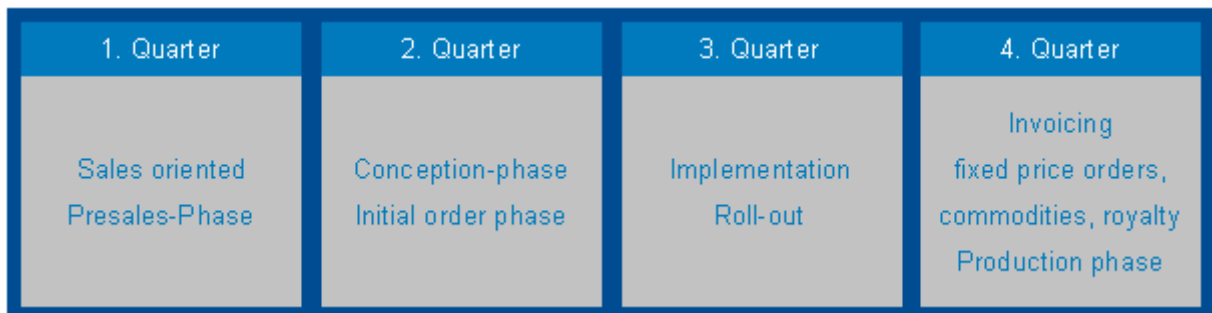 1. Quarter
Sales oriented
Presales-Phase
2. Quarter
Conception-phase
Initial order phase
3. Quarter
Implementation
Roll-out
4. Quarter
Invoicing
fixed price orders,
commodities, royalty
Production phase